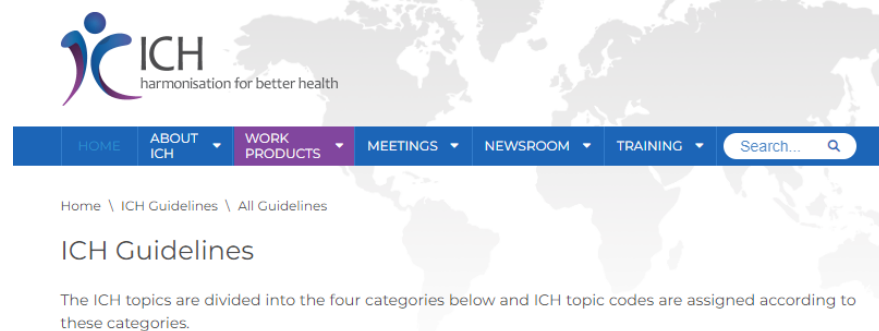 ICH
harmonisation for better health
HOME
ABOUT
ICH
WORK
PRODUCTS
MEETINGS
NEWSROOM
TRAINING
Search...
Home \ ICH Guidelines \ All Guidelines
ICH Guidelines
The ICH topics are divided into the four categories below and ICH topic codes are assigned according to
these categories.